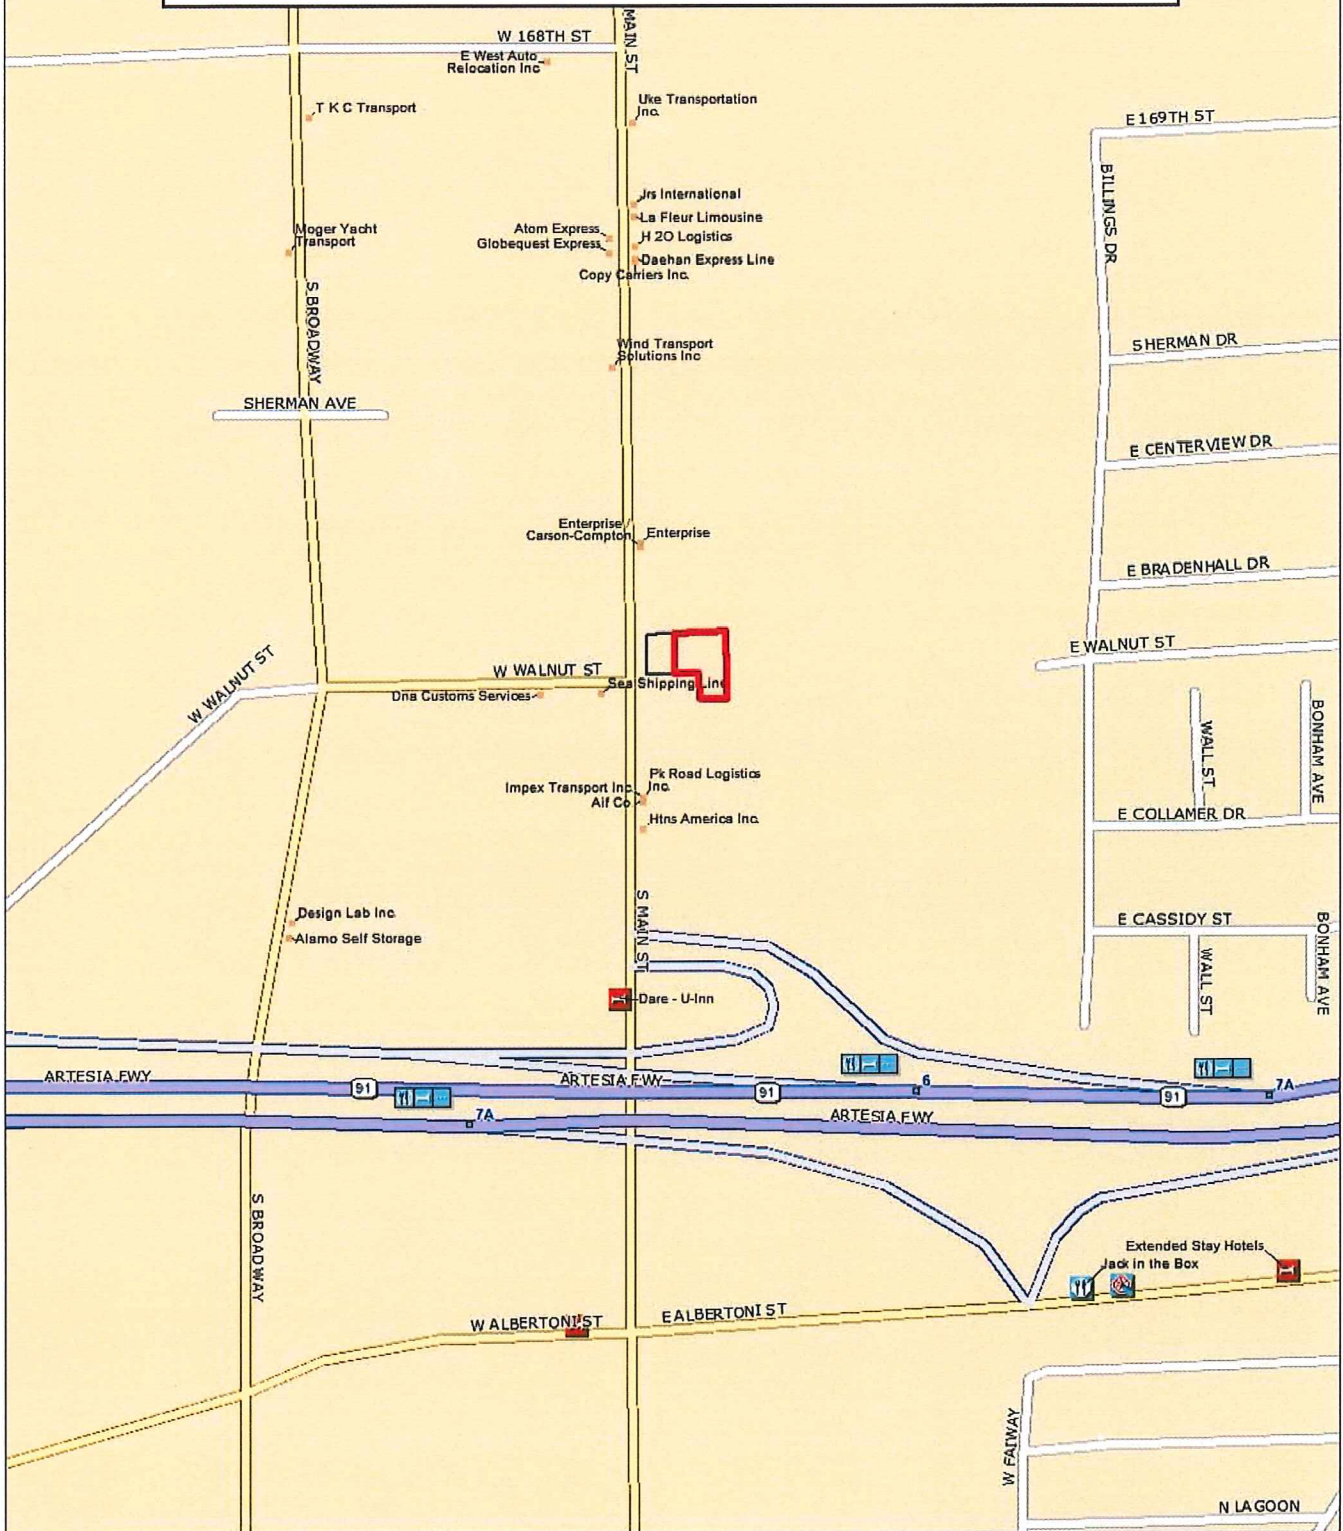 MAIN ST
W 168TH ST
E West Auto
Relocation Inc
T K C Transport
Uke Transportation
Inc.
E 169TH ST
BILLINGS DR
Jrs International
La Fleur Limousine
Moger Yacht
Transport
Atom Express
H 2O Logistics
Globequest Express
Daehan Express Line
Copy Carriers Inc.
S BROADWAY
Wind Transport
Solutions Inc
SHERMAN DR
SHERMAN AVE
E CENTERVIEW DR
Enterprise
Carson-Compton
Enterprise
E BRADENHALL DR
E WALNUT ST
W WALNUT ST
W WALNUT ST
Sea Shipping Line
Dna Customs Services
WALL ST
BONHAM AVE
Pk Road Logistics
Inc.
Impex Transport Inc.
Aif Co
Htns America Inc.
E COLLAMER DR
S MAIN ST
Design Lab Inc.
Alamo Self Storage
E CASSIDY ST
WALL ST
BONHAM AVE
Dare - U-Inn
ARTESIA FWY
91
ARTESIA FWY
91
6
91
7A
7A
ARTESIA FWY
S BROADWAY
Extended Stay Hotels
Jack in the Box
W ALBERTONI ST
E ALBERTONI ST
W FAIWAY
N LAGOON